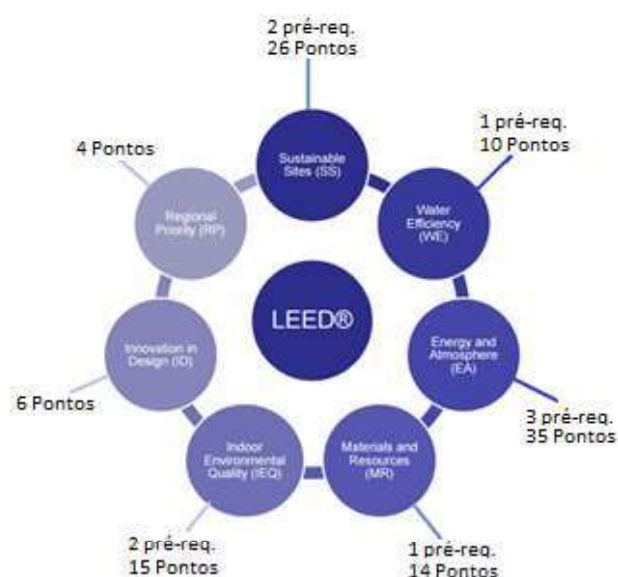 2 pré-req.
26 Pontos
Sustainable
Sites (SS)
1 pré-req.
10 Pontos
Water
Efficiency
(WE)
Energy and
Atmosphere
(EA)
3 pré-req.
35 Pontos
Materials and
Resources
(MR)
1 pré-req.
14 Pontos
Indoor
Environmental
Quality (IEQ)
2 pré-req.
15 Pontos
Innovation in
Design (ID)
6 Pontos
Regional
Priority (RP)
4 Pontos
LEED®